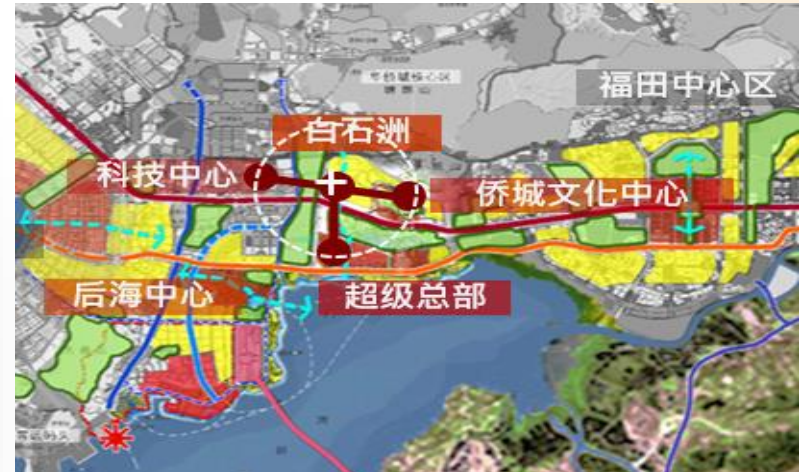 福田中心区
白石洲
科技中心
侨城文化中心
后海中心
超级总部